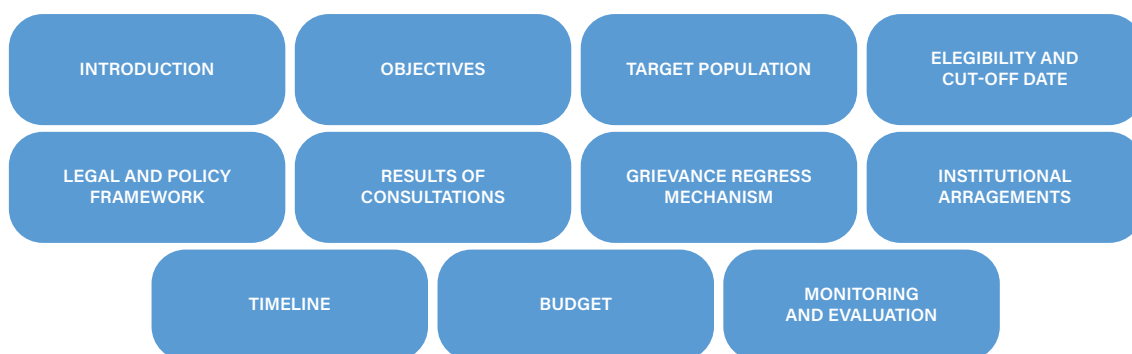 INTRODUCTION
OBJECTIVES
TARGET POPULATION
ELEGIBILITY AND
CUT-OFF DATE
LEGAL AND POLICY
FRAMEWORK
RESULTS OF
CONSULTATIONS
GRIEVANCE REGRESS
MECHANISM
INSTITUTIONAL
ARRAGEMENTS
TIMELINE
BUDGET
MONITORING
AND EVALUATION